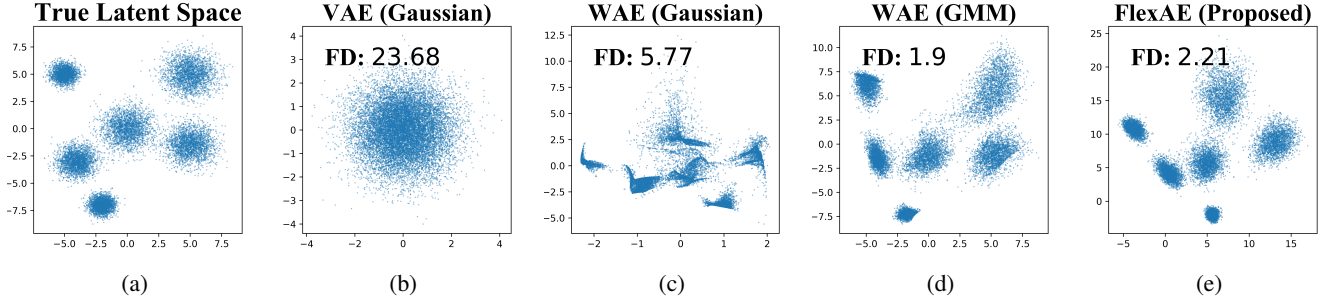 True Latent Space
7.5
5.0
2.5
0.0
−2.5
−5.0
−7.5
−5.0 −2.5 0.0 2.5 5.0 7.5
(a)
VAE (Gaussian)
FD: 23.68
4
3
2
1
0
−1
−2
−3
−4
−4 −2 0 2 4
(b)
WAE (Gaussian)
FD: 5.77
12.5
10.0
7.5
5.0
2.5
0.0
−2.5
−5.0
−2 −1 0 1 2
(c)
WAE (GMM)
FD: 1.9
10.0
7.5
5.0
2.5
0.0
−2.5
−5.0
−7.5
−5.0 −2.5 0.0 2.5 5.0 7.5
(d)
FlexAE (Proposed)
FD: 2.21
25
20
15
10
5
0
−5 0 5 10 15
(e)